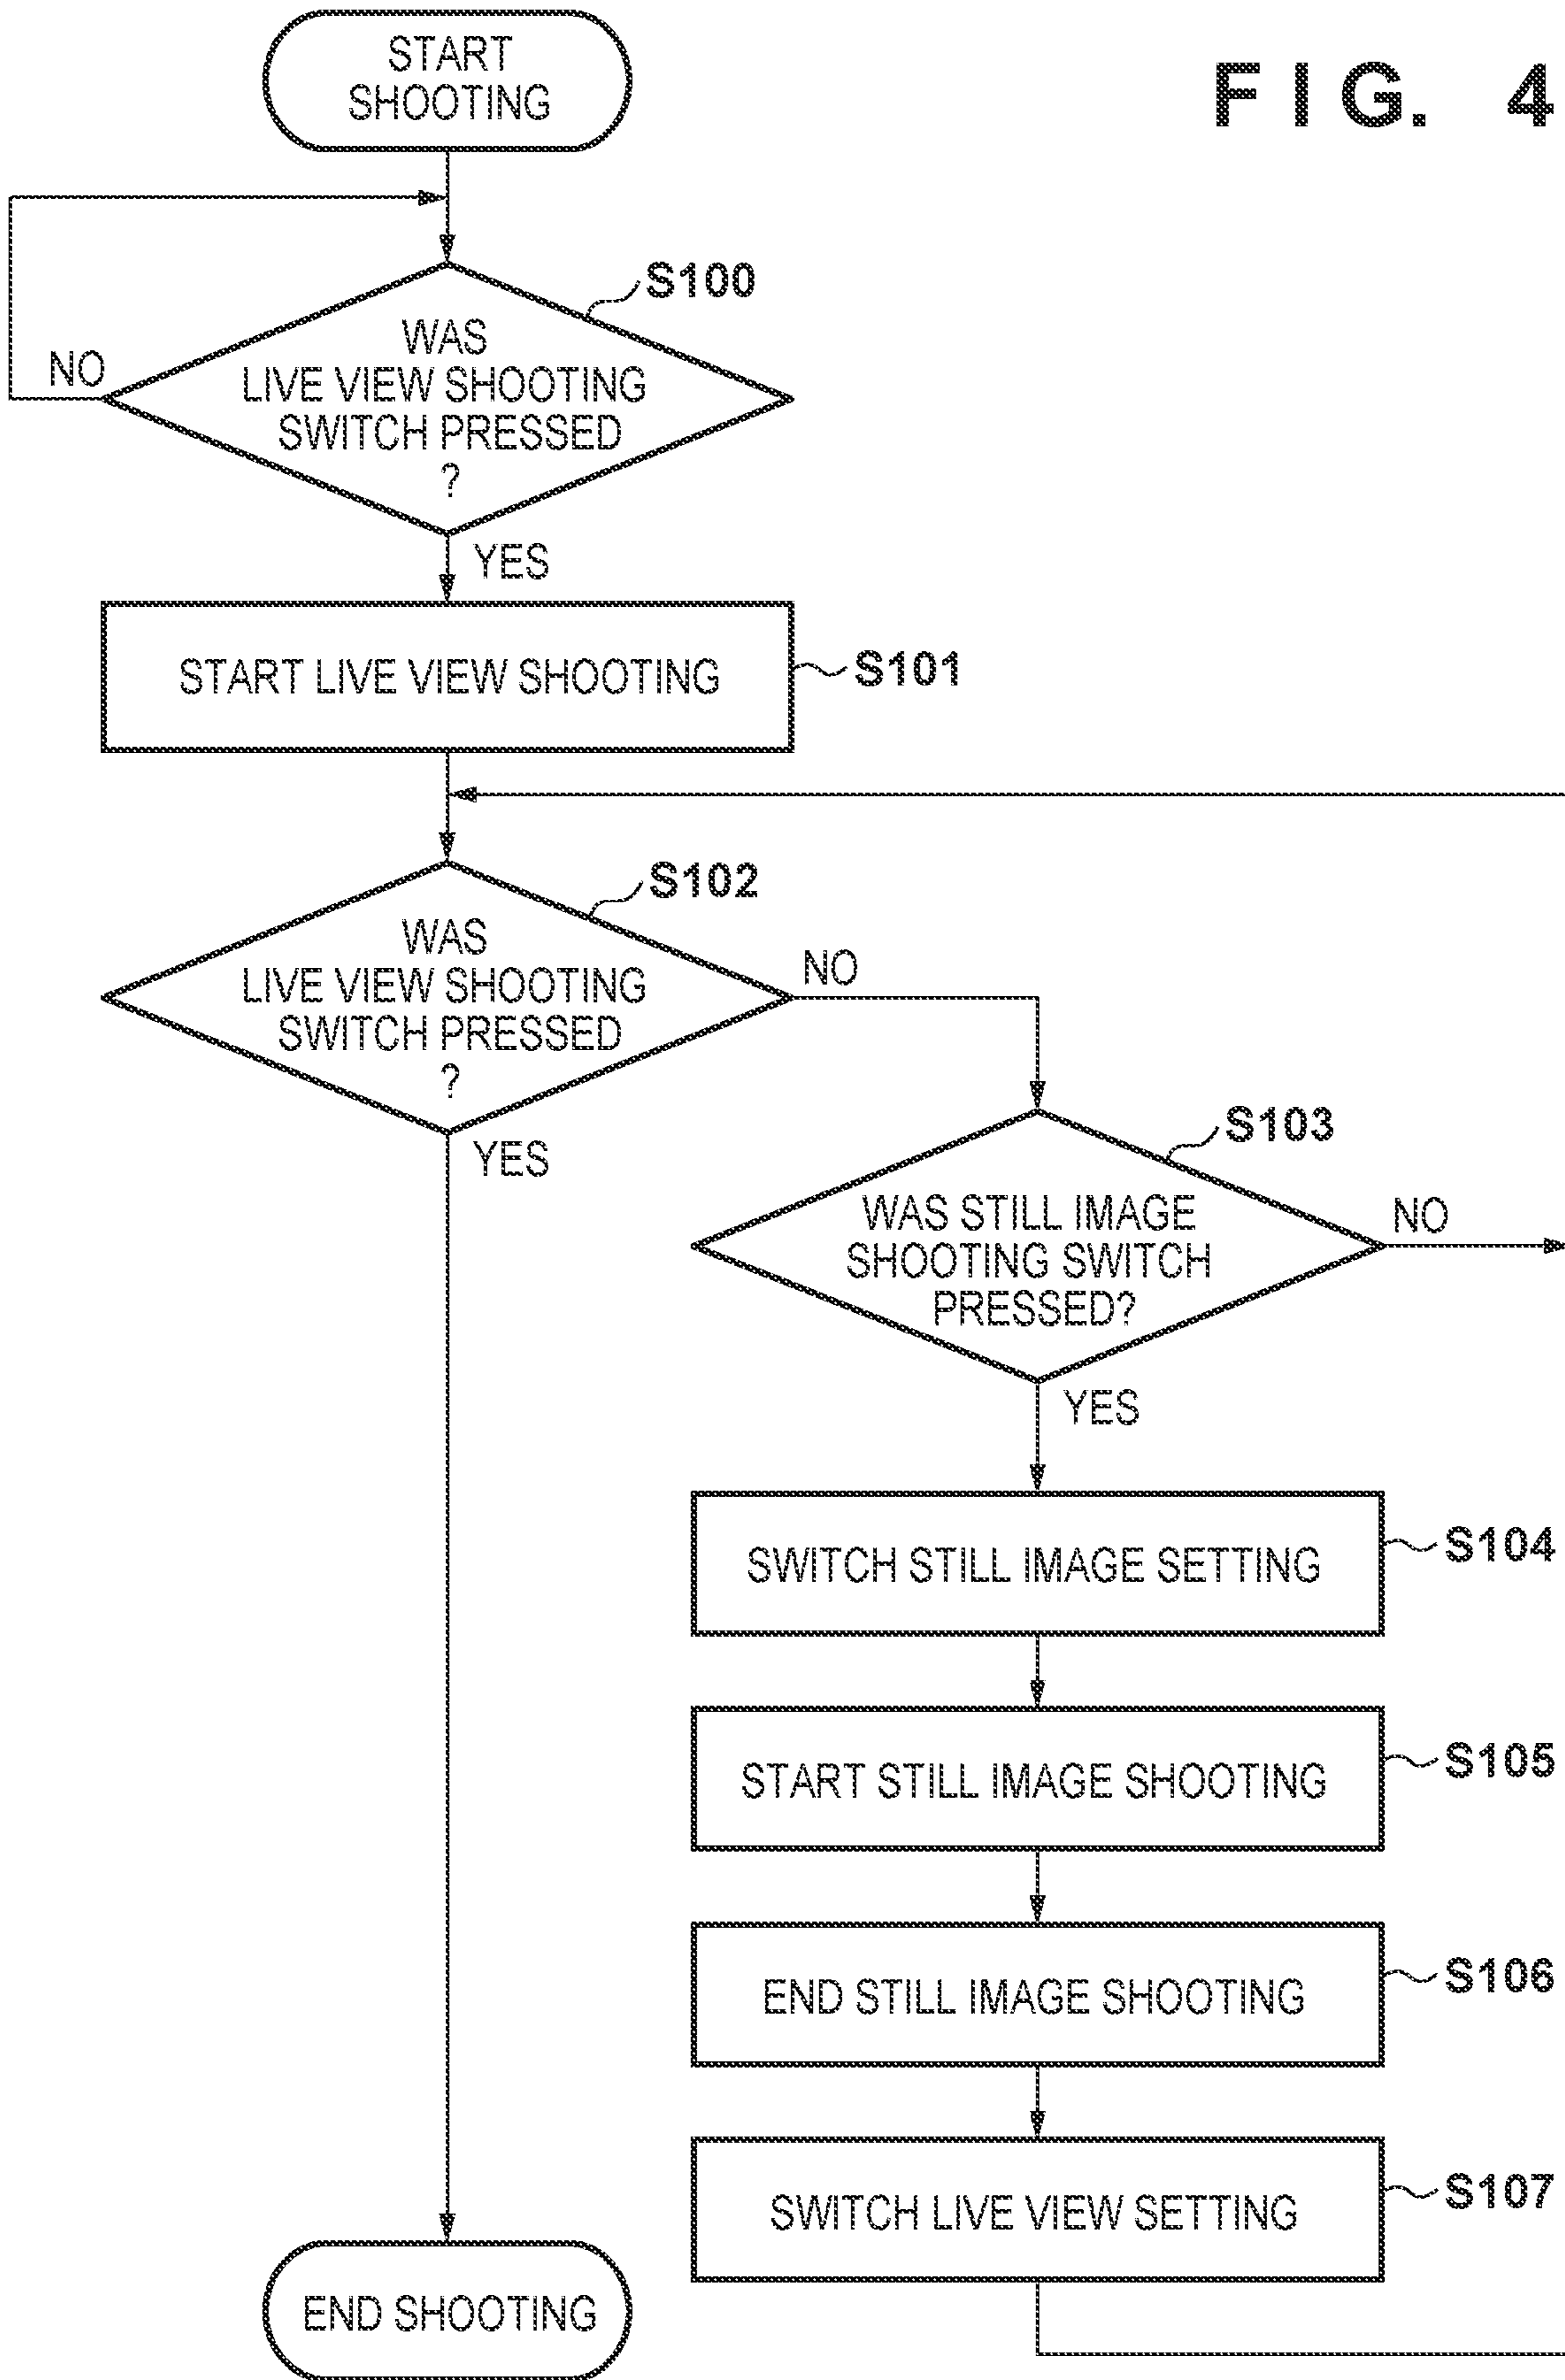 FIG. 4
START
SHOOTING
S100
WAS
LIVE VIEW SHOOTING
SWITCH PRESSED
?
NO
YES
START LIVE VIEW SHOOTING
S101
S102
WAS
LIVE VIEW SHOOTING
SWITCH PRESSED
?
NO
YES
S103
WAS STILL IMAGE
SHOOTING SWITCH
PRESSED?
NO
YES
SWITCH STILL IMAGE SETTING
S104
START STILL IMAGE SHOOTING
S105
END STILL IMAGE SHOOTING
S106
SWITCH LIVE VIEW SETTING
S107
END SHOOTING